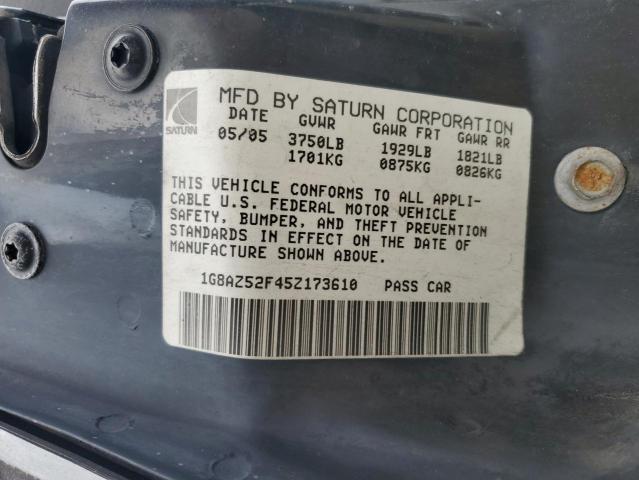 SATURN
MFD BY SATURN CORPORATION
DATE GVWR GAWR FRT GAWR RR
05/05 3750LB 1929LB 1821LB
1701KG 0875KG 0826KG
THIS VEHICLE CONFORMS TO ALL APPLI-
CABLE U.S. FEDERAL MOTOR VEHICLE
SAFETY, BUMPER, AND THEFT PREVENTION
STANDARDS IN EFFECT ON THE DATE OF
MANUFACTURE SHOWN ABOVE.
1G8AZ52F45Z173610 PASS CAR